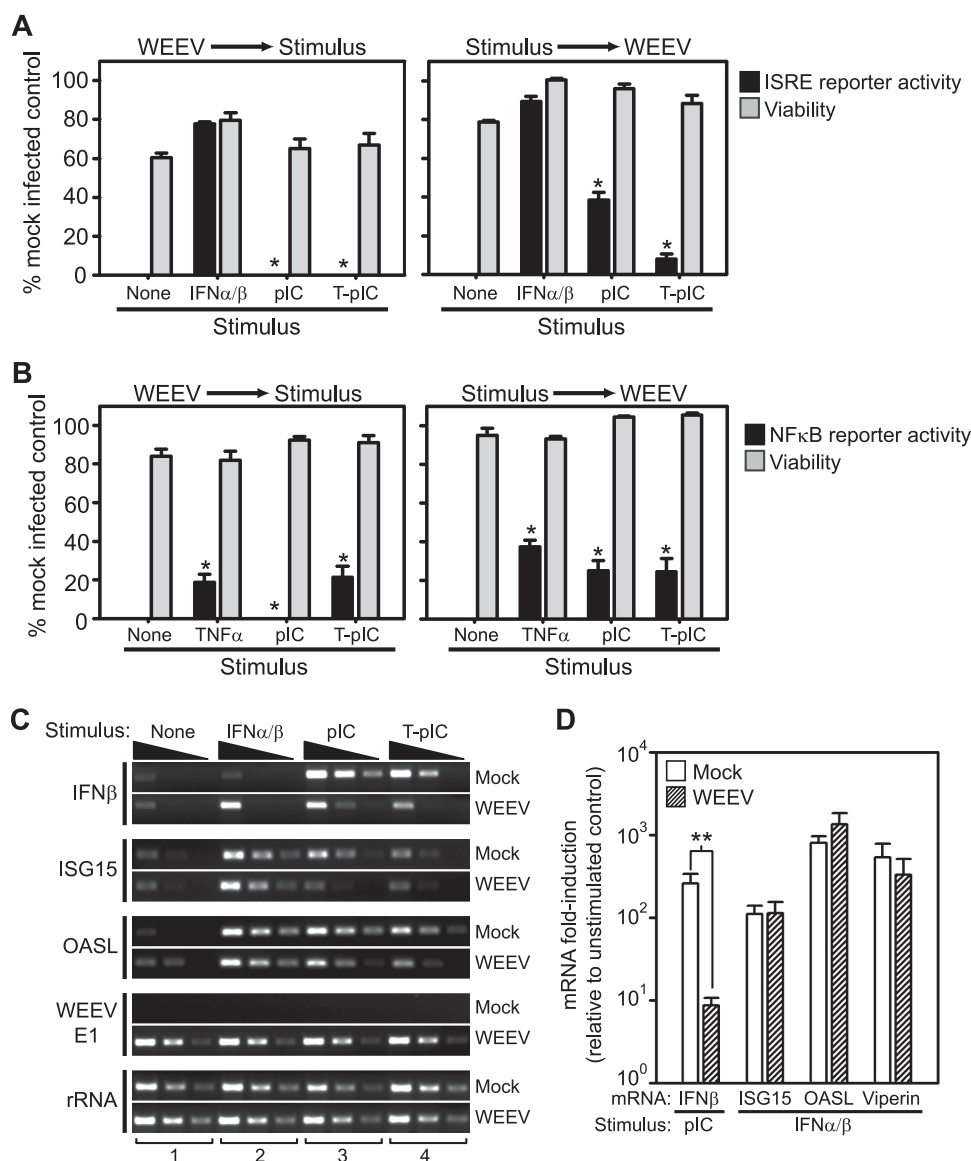 A
WEEV → Stimulus
Stimulus → WEEV
ISRE reporter activity
Viability
% mock infected control
100
80
60
40
20
0
* *
* *
None IFNα/β pIC T-pIC
Stimulus
None IFNα/β pIC T-pIC
Stimulus
B
WEEV → Stimulus
Stimulus → WEEV
NFκB reporter activity
Viability
% mock infected control
100
80
60
40
20
0
* * *
* * *
None TNFα pIC T-pIC
Stimulus
None TNFα pIC T-pIC
Stimulus
C
Stimulus: None IFNα/β pIC T-pIC
IFNβ
Mock
WEEV
ISG15
Mock
WEEV
OASL
Mock
WEEV
WEEV E1
Mock
WEEV
rRNA
Mock
WEEV
1 2 3 4
D
mRNA fold-induction
(relative to unstimulated control)
10⁴
10³
10²
10¹
10⁰
Mock
WEEV
**
mRNA: IFNβ ISG15 OASL Viperin
Stimulus: pIC IFNα/β